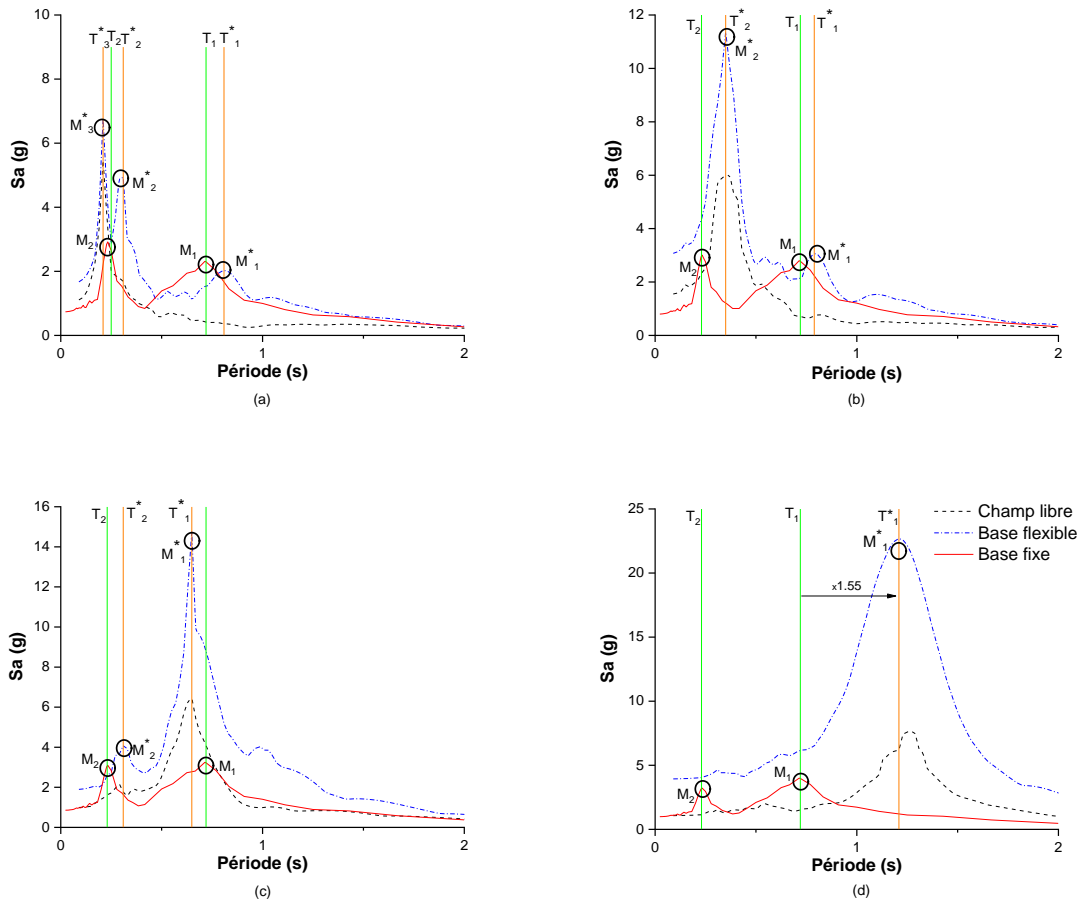 10
8
6
4
2
0
Sa (g)
T*3 T2 T*2
T1 T*1
M*3
M*2
M2
M1
M*1
0
1
2
Période (s)
(a)
12
10
8
6
4
2
0
Sa (g)
T2
T*2
T1
T*1
M*2
M2
M1
M*1
0
1
2
Période (s)
(b)
16
14
12
10
8
6
4
2
0
Sa (g)
T2
T*2
T*1
M*1
M2
M*2
M1
0
1
2
Période (s)
(c)
25
20
15
10
5
0
Sa (g)
T2
T1
T*1
M*1
Champ libre
Base flexible
Base fixe
x1.55
M2
M1
0
1
2
Période (s)
(d)